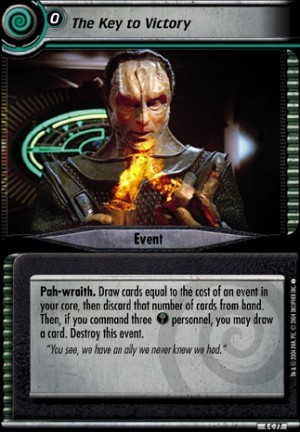 0 The Key to Victory
Event
Pah-wraith. Draw cards equal to the cost of an event in
your core, then discard that number of cards from hand.
Then, if you command three personnel, you may draw
a card. Destroy this event.
"You see, we have an ally we never knew we had."